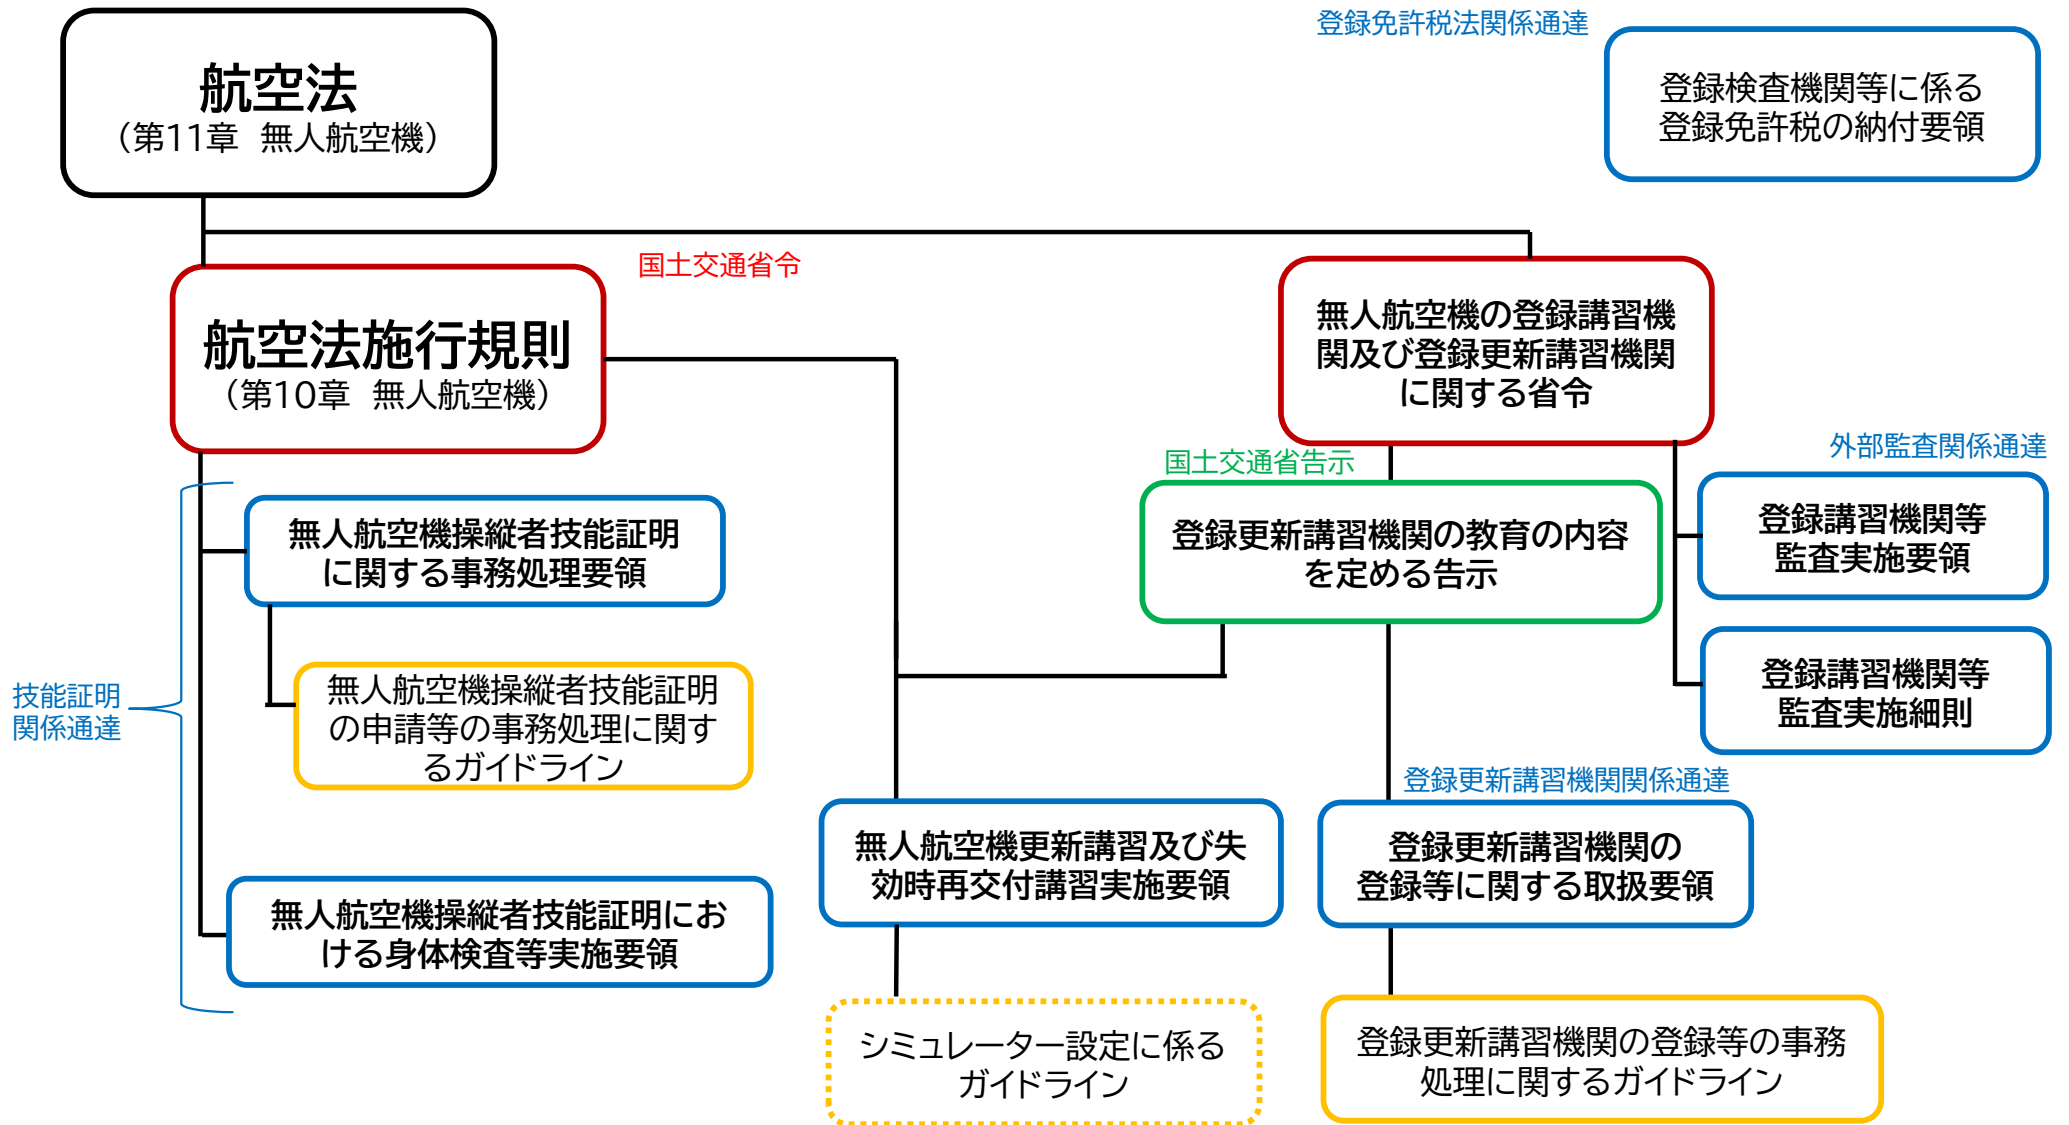 登録免許税法関係通達
航空法
（第11章　無人航空機）
登録検査機関等に係る
登録免許税の納付要領
国土交通省令
航空法施行規則
（第10章　無人航空機）
無人航空機の登録講習機
関及び登録更新講習機関
に関する省令
外部監査関係通達
国土交通省告示
登録更新講習機関の教育の内容
を定める告示
登録講習機関等
監査実施要領
登録講習機関等
監査実施細則
技能証明
関係通達
無人航空機操縦者技能証明
に関する事務処理要領
無人航空機操縦者技能証明
の申請等の事務処理に関す
るガイドライン
無人航空機操縦者技能証明にお
ける身体検査等実施要領
無人航空機更新講習及び失
効時再交付講習実施要領
シミュレーター設定に係る
ガイドライン
登録更新講習機関関係通達
登録更新講習機関の
登録等に関する取扱要領
登録更新講習機関の登録等の事務
処理に関するガイドライン